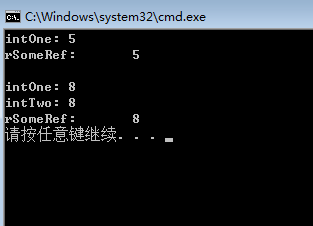 C:\Windows\system32\cmd.exe
intOne: 5
rSomeRef: 5
intOne: 8
intTwo: 8
rSomeRef: 8
请按任意键继续. . .